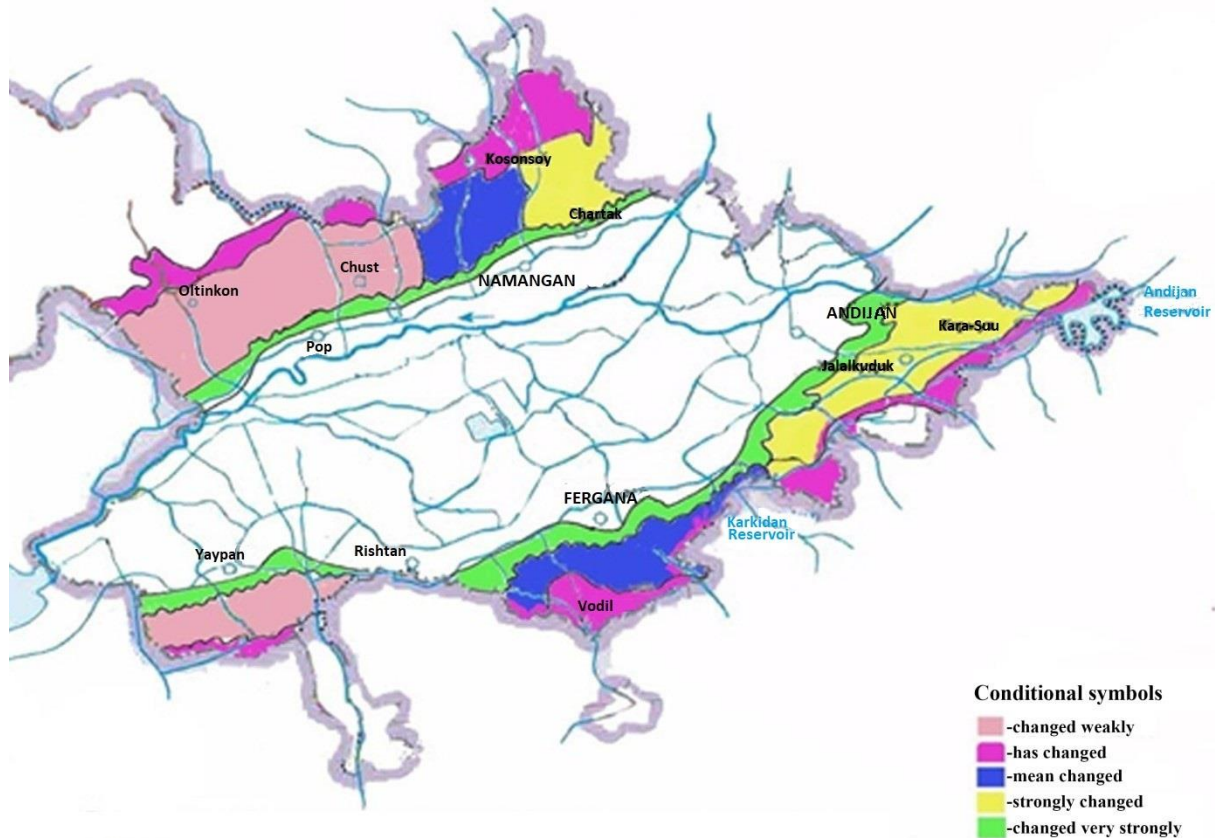 Kosonsoy
Chartak
Chust
Oltinkon
NAMANGAN
Pop
ANDIJAN
Andijan
Reservoir
Kara-Suu
Jalalkuduk
FERGANA
Karkidan
Reservoir
Yaypan
Rishtan
Vodil
Conditional symbols
-changed weakly
-has changed
-mean changed
-strongly changed
-changed very strongly